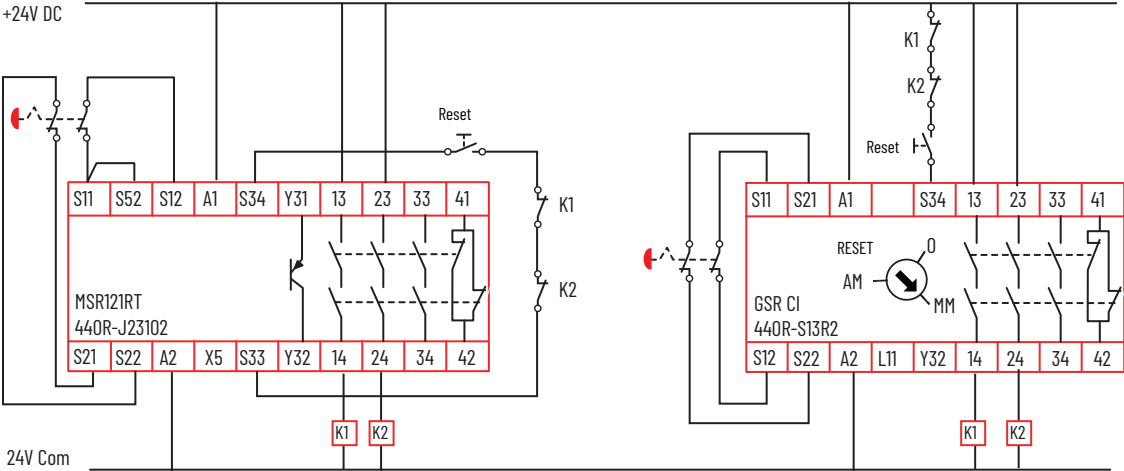 +24V DC
K1
K2
Reset
Reset
S11 S52 S12 A1 S34 Y31 13 23 33 41
K1
K2
MSR121RT
440R-J23102
S21 S22 A2 X5 S33 Y32 14 24 34 42
K1 K2
S11 S21 A1 S34 13 23 33 41
RESET
0
AM
MM
GSR CI
440R-S13R2
S12 S22 A2 L11 Y32 14 24 34 42
K1 K2
24V Com